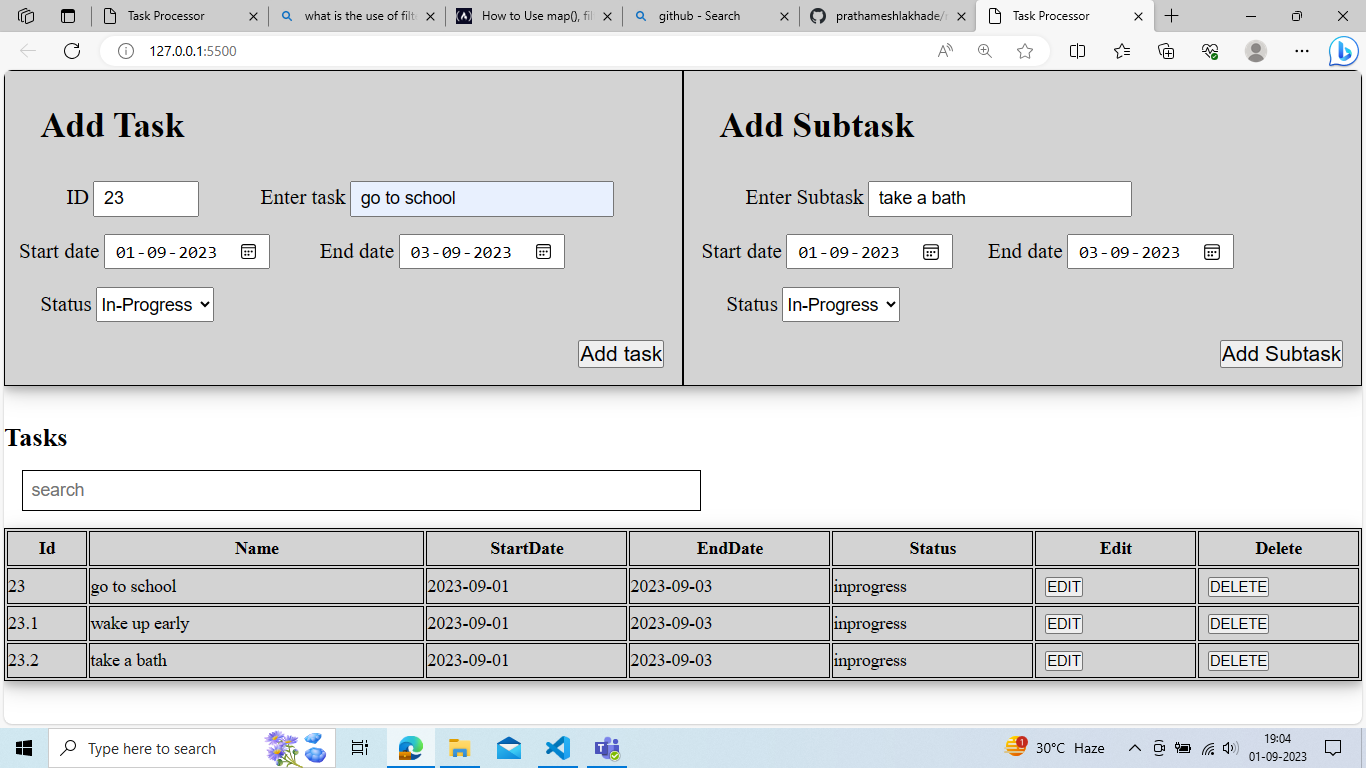 Task Processor
what is the use of filt
How to Use map(), fil
github - Search
prathameshlakhade/
Task Processor
127.0.0.1:5500
Add Task
ID 23 Enter task go to school
Start date 01-09-2023 End date 03-09-2023
Status In-Progress
Add task
Add Subtask
Enter Subtask take a bath
Start date 01-09-2023 End date 03-09-2023
Status In-Progress
Add Subtask
Tasks
search
Id Name StartDate EndDate Status Edit Delete
23 go to school 2023-09-01 2023-09-03 inprogress EDIT DELETE
23.1 wake up early 2023-09-01 2023-09-03 inprogress EDIT DELETE
23.2 take a bath 2023-09-01 2023-09-03 inprogress EDIT DELETE
Type here to search
1
30°C Haze
19:04
01-09-2023